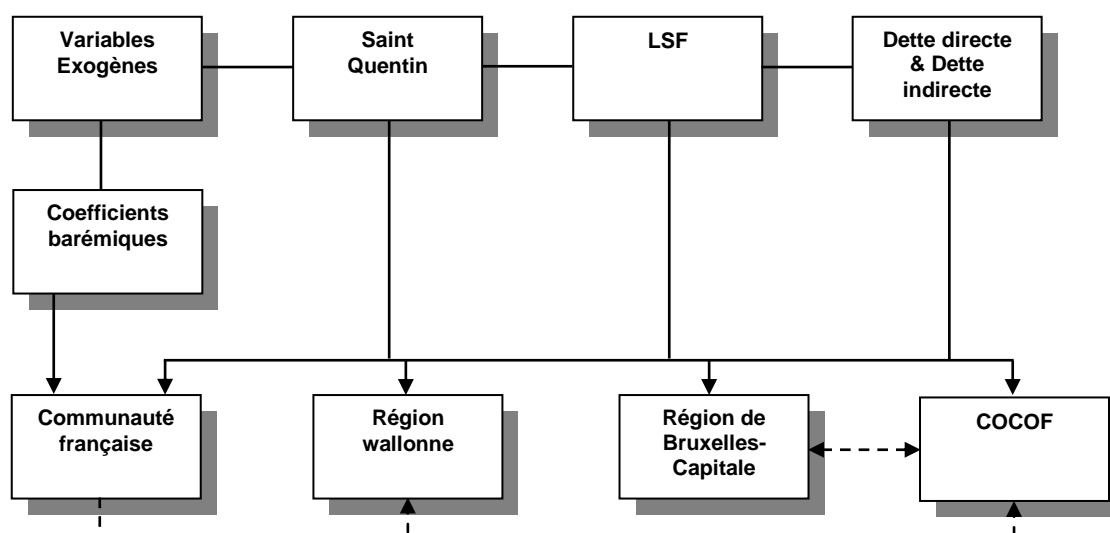 Variables
Exogènes
Saint
Quentin
LSF
Dette directe
& Dette
indirecte
Coefficients
barémiques
Communauté
française
Région
wallonne
Région de
Bruxelles-
Capitale
COCOF